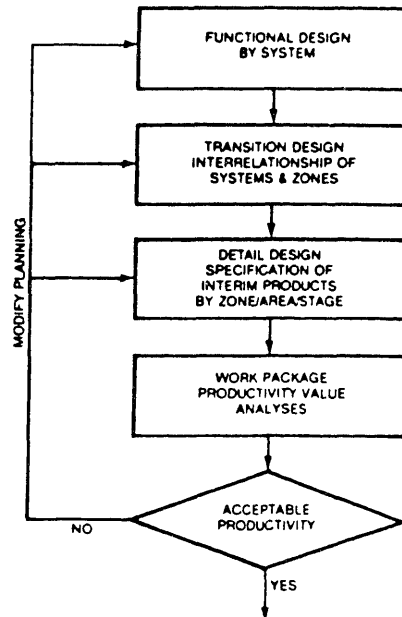 FUNCTIONAL DESIGN
BY SYSTEM
TRANSITION DESIGN
INTERRELATIONSHIP OF
SYSTEMS & ZONES
DETAIL DESIGN
SPECIFICATION OF
INTERIM PRODUCTS
BY ZONE/AREA/STAGE
MODIFY PLANNING
WORK PACKAGE
PRODUCTIVITY VALUE
ANALYSES
ACCEPTABLE
PRODUCTIVITY
NO
YES